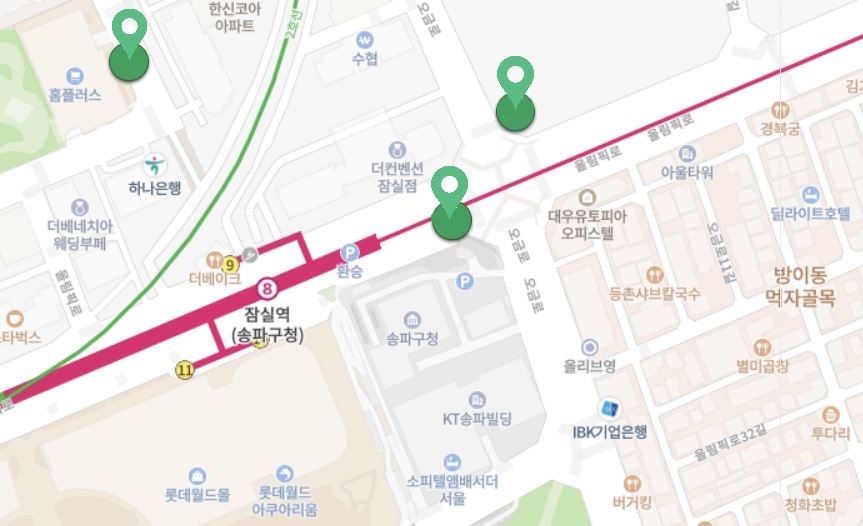 한신코아
아파트
2호선
오금로
수협
홈플러스
올림픽로
올림픽로
경복궁
하나은행
더컨벤션
잠실점
아울타워
더베네치아
웨딩뷔페
대우유토피아
오피스텔
딜라이트호텔
올림픽로
더베이크
9
P
환승
오금로
오금로11길
8
잠실역
(송파구청)
P
오금로
등촌샤브칼국수
방이동
먹자골목
송파구청
11
올리브영
별미곱창
KT송파빌딩
IBK기업은행
투다리
올림픽로32길
롯데월드몰
롯데월드
아쿠아리움
소피텔앰배서더
서울
버거킹
청화초밥